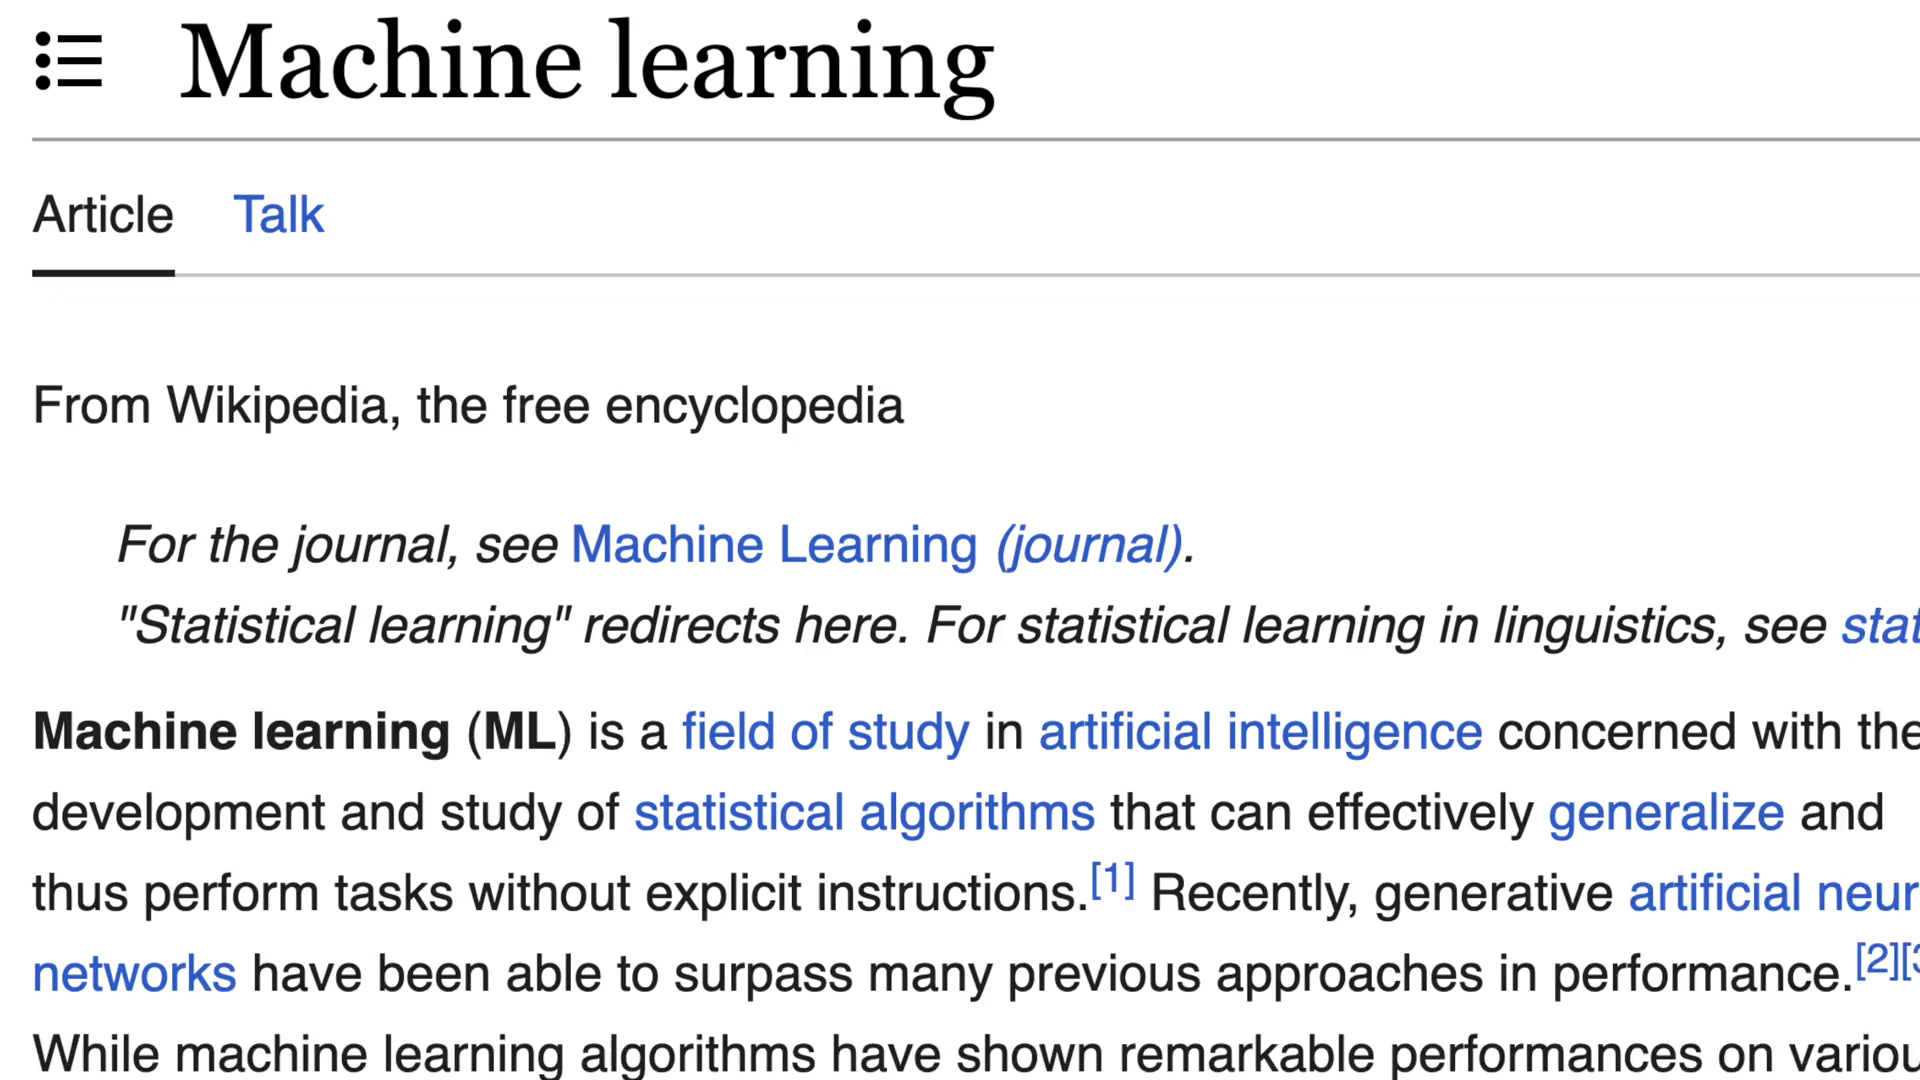 Machine learning
Article Talk
From Wikipedia, the free encyclopedia
For the journal, see Machine Learning (journal).
"Statistical learning" redirects here. For statistical learning in linguistics, see
Machine learning (ML) is a field of study in artificial intelligence concerned with the
development and study of statistical algorithms that can effectively generalize and
thus perform tasks without explicit instructions.[1] Recently, generative artificial
networks have been able to surpass many previous approaches in performance.[2]
While machine learning algorithms have shown remarkable performances on